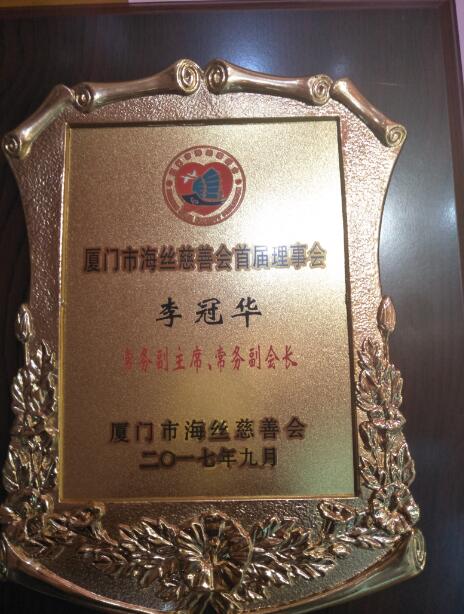 厦门市海丝慈善会首届理事会
李冠华
常务副主席、常务副会长
厦门市海丝慈善会
二〇一七年九月